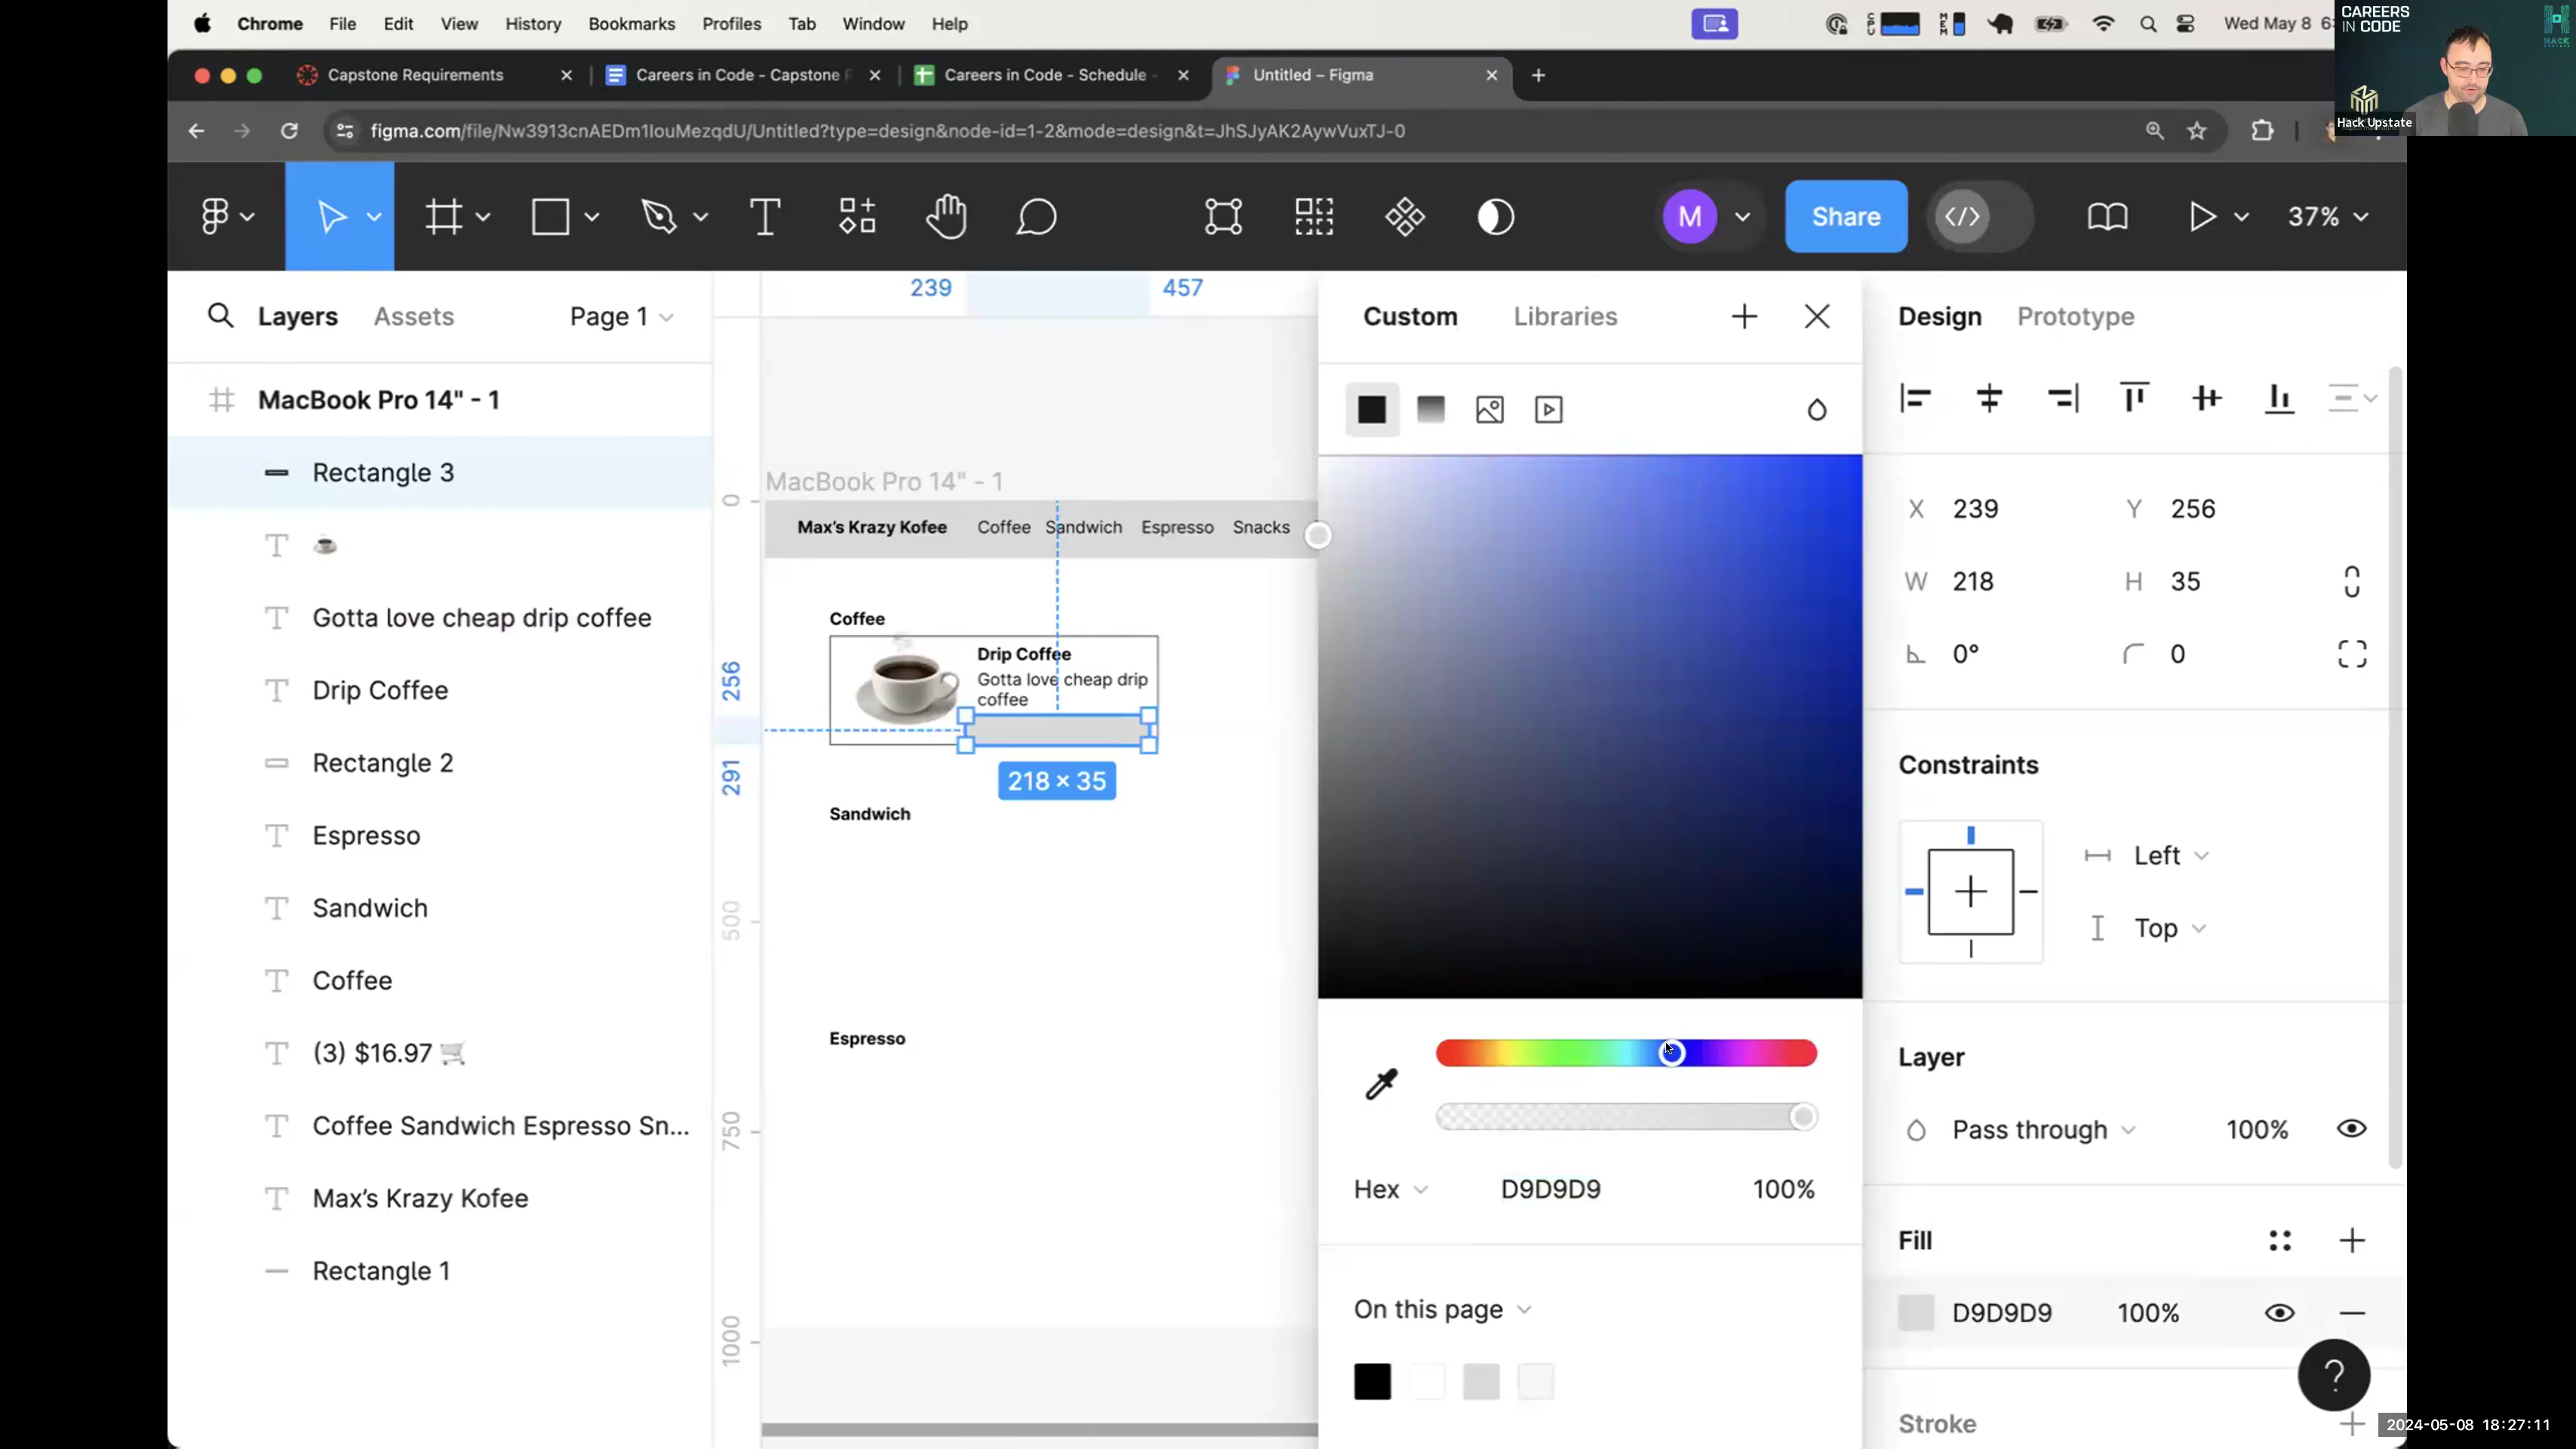 Chrome File Edit View History Bookmarks Profiles Tab Window Help
CPU MEM Wed May 8
CAREERS
IN CODE
Hack Upstate
Capstone Requirements
Careers in Code - Capstone
Careers in Code - Schedule -
Untitled – Figma
figma.com/file/Nw3913cnAEDm1IouMezqdU/Untitled?type=design&node-id=1-2&mode=design&t=JhSJyAK2AywVuxTJ-0
M
Share
37%
Layers Assets Page 1
MacBook Pro 14" - 1
Rectangle 3
☕
Gotta love cheap drip coffee
Drip Coffee
Rectangle 2
Espresso
Sandwich
Coffee
(3) $16.97 🛒
Coffee Sandwich Espresso Sn...
Max’s Krazy Kofee
Rectangle 1
239 457
0
256
291
500
750
1000
MacBook Pro 14" - 1
Max’s Krazy Kofee Coffee Sandwich Espresso Snacks
Coffee
Drip Coffee
Gotta love cheap drip
coffee
218 × 35
Sandwich
Espresso
Custom Libraries
Hex D9D9D9 100%
On this page
Design Prototype
X 239 Y 256
W 218 H 35
0° 0
Constraints
Left
Top
Layer
Pass through 100%
Fill
D9D9D9 100%
Stroke
?
2024-05-08 18:27:11